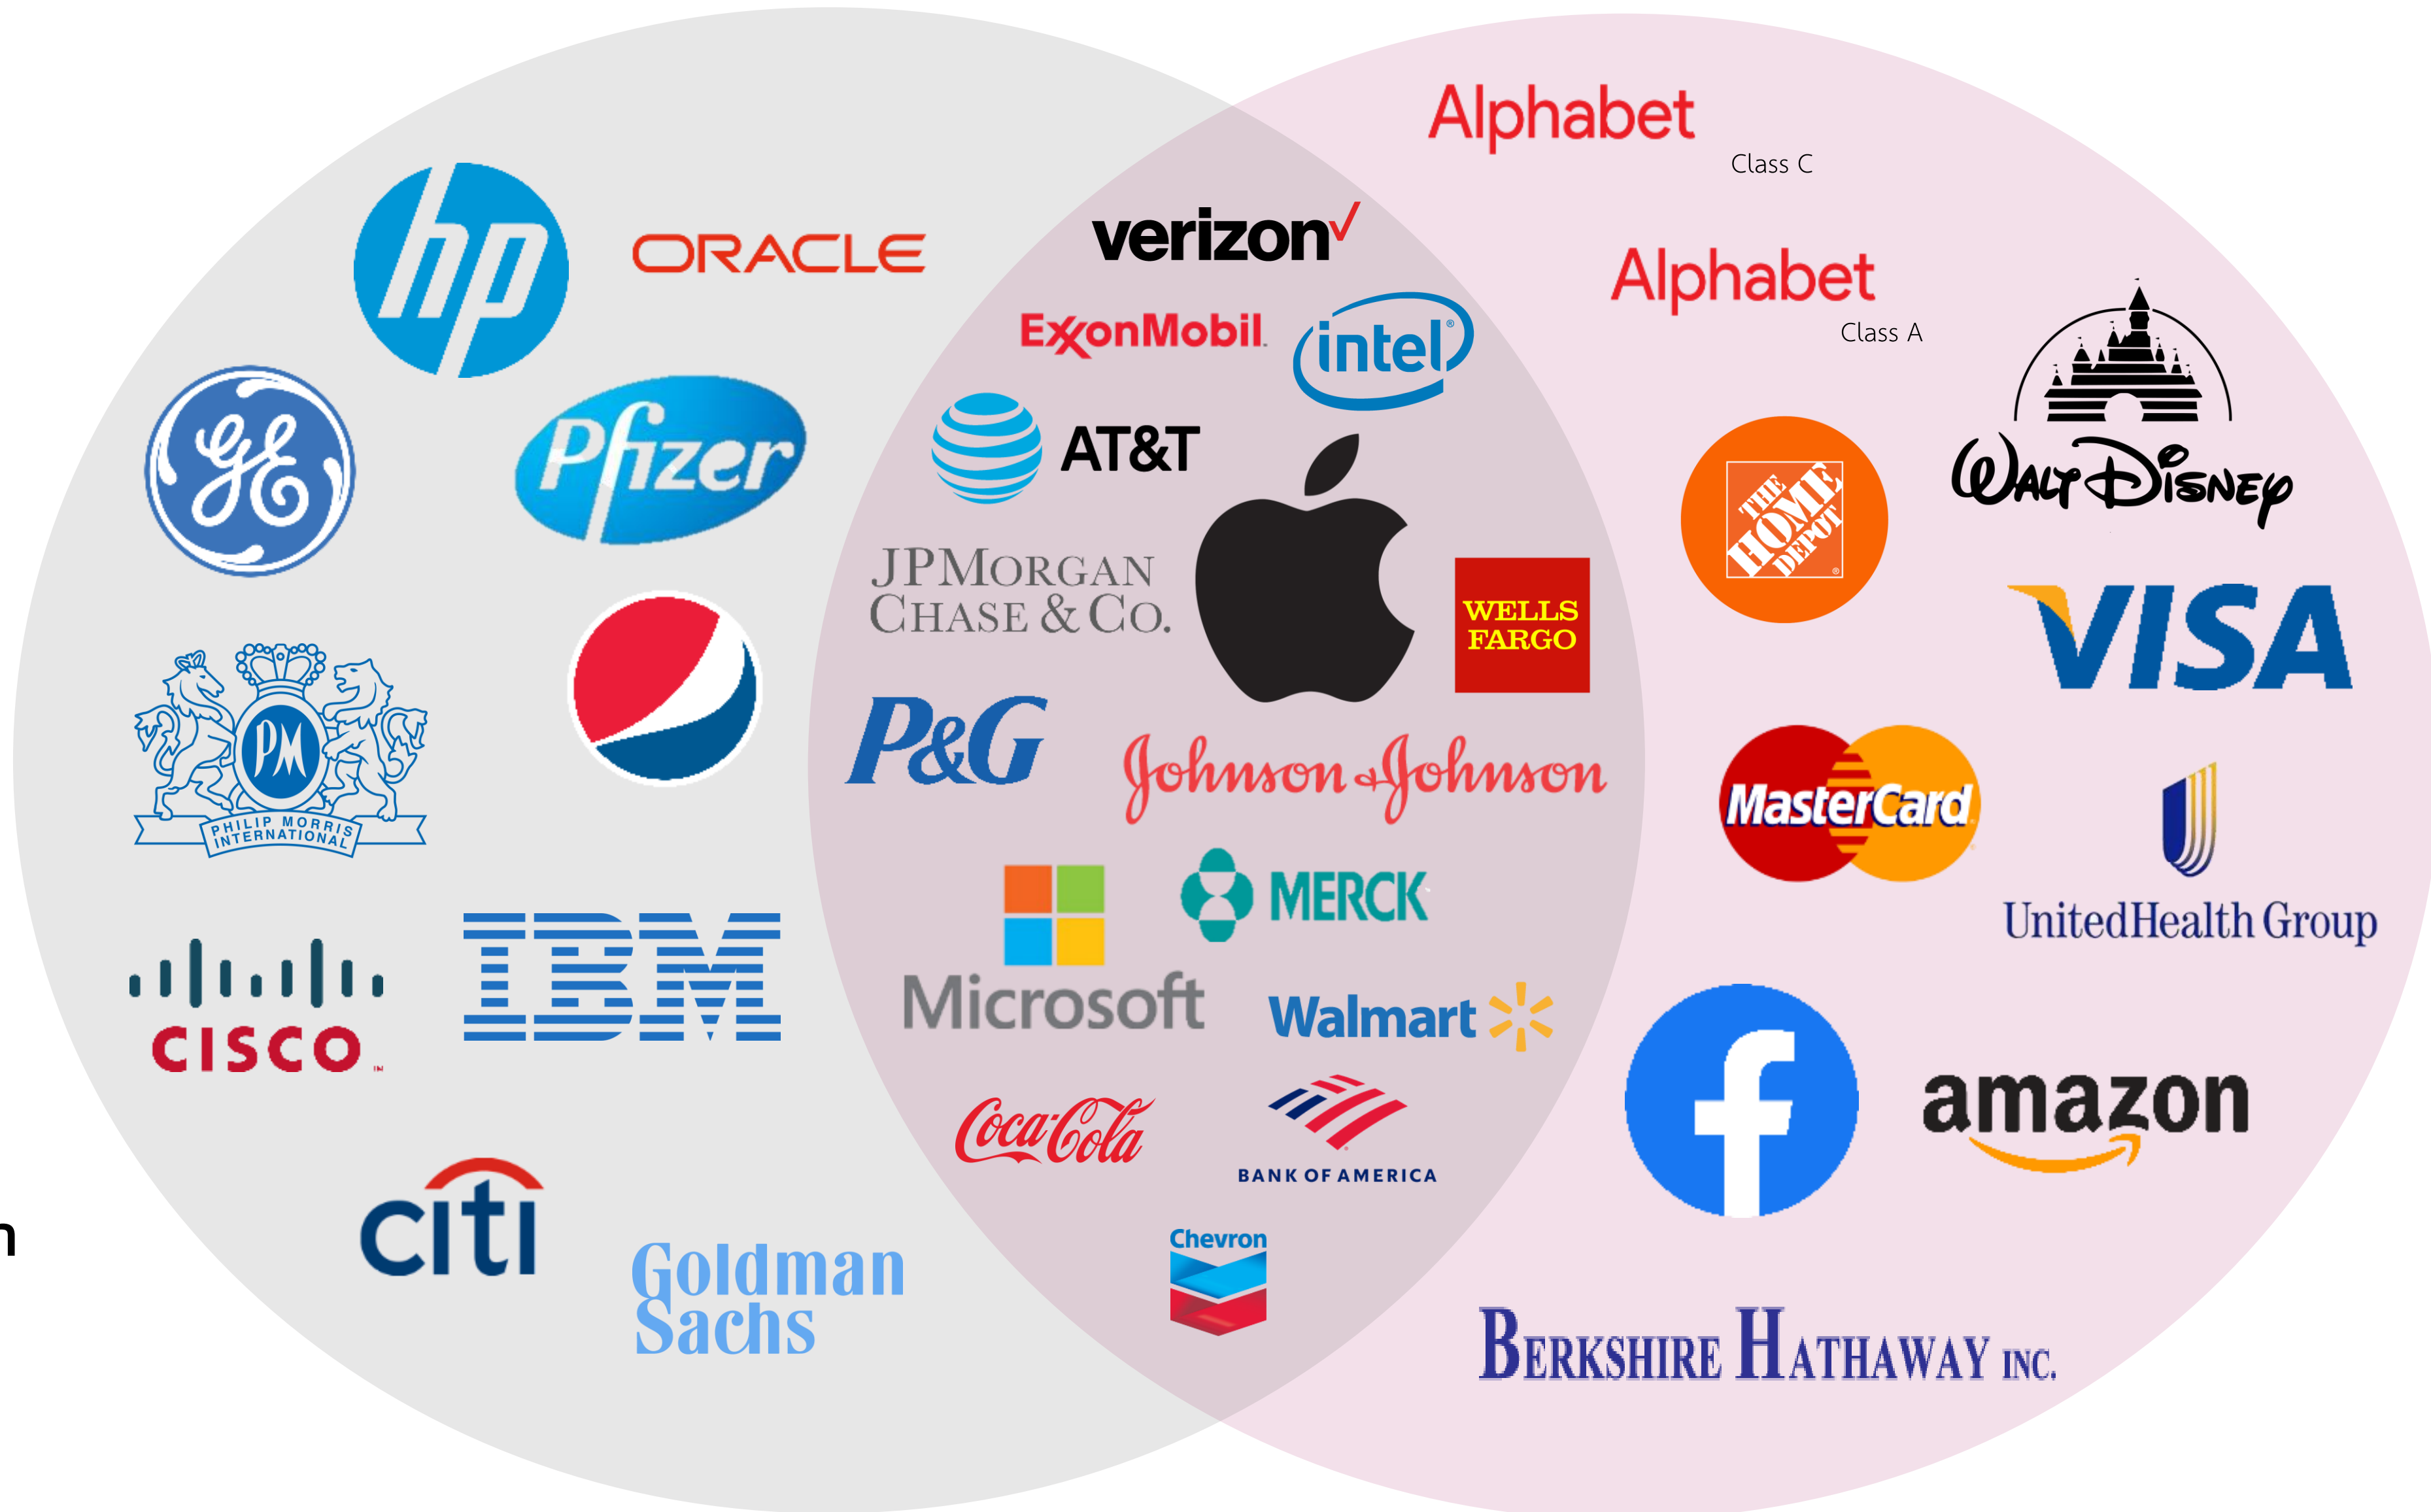 hp
ORACLE
GE
Pfizer
PM
PHILIP MORRIS
INTERNATIONAL
CISCO
TM
IBM
citi
Goldman
Sachs
n
verizon
ExxonMobil
intel®
AT&T
JPMORGAN
CHASE & CO.
WELLS
FARGO
P&G
Johnson & Johnson
MERCK
Microsoft
Walmart
Coca-Cola
BANK OF AMERICA
Chevron
Alphabet
Class C
Alphabet
Class A
THE
HOME
DEPOT
®
WALT DISNEY
VISA
MasterCard
UnitedHealth Group
f
amazon
BERKSHIRE HATHAWAY INC.